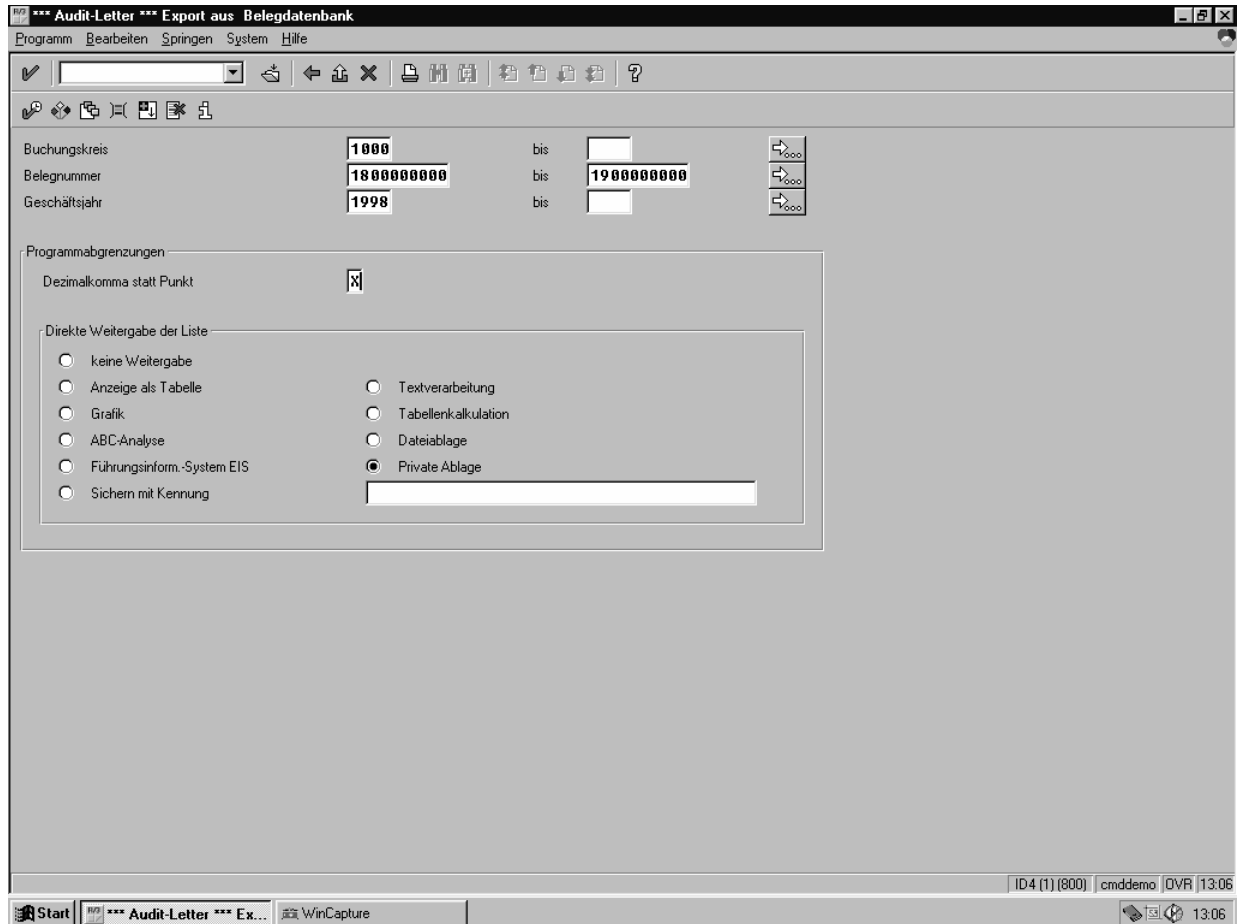 R/3 *** Audit-Letter *** Export aus Belegdatenbank
Programm Bearbeiten Springen System Hilfe
Buchungskreis 1000 bis
Belegnummer 1800000000 bis 1900000000
Geschäftsjahr 1998 bis
Programmabgrenzungen
Dezimalkomma statt Punkt X
Direkte Weitergabe der Liste
keine Weitergabe
Anzeige als Tabelle Textverarbeitung
Grafik Tabellenkalkulation
ABC-Analyse Dateiablage
Führungsinform.-System EIS Private Ablage
Sichern mit Kennung
ID4 (1) (800) cmddemo OVR 13:06
Start R/3 *** Audit-Letter *** Ex... WinCapture 13:06